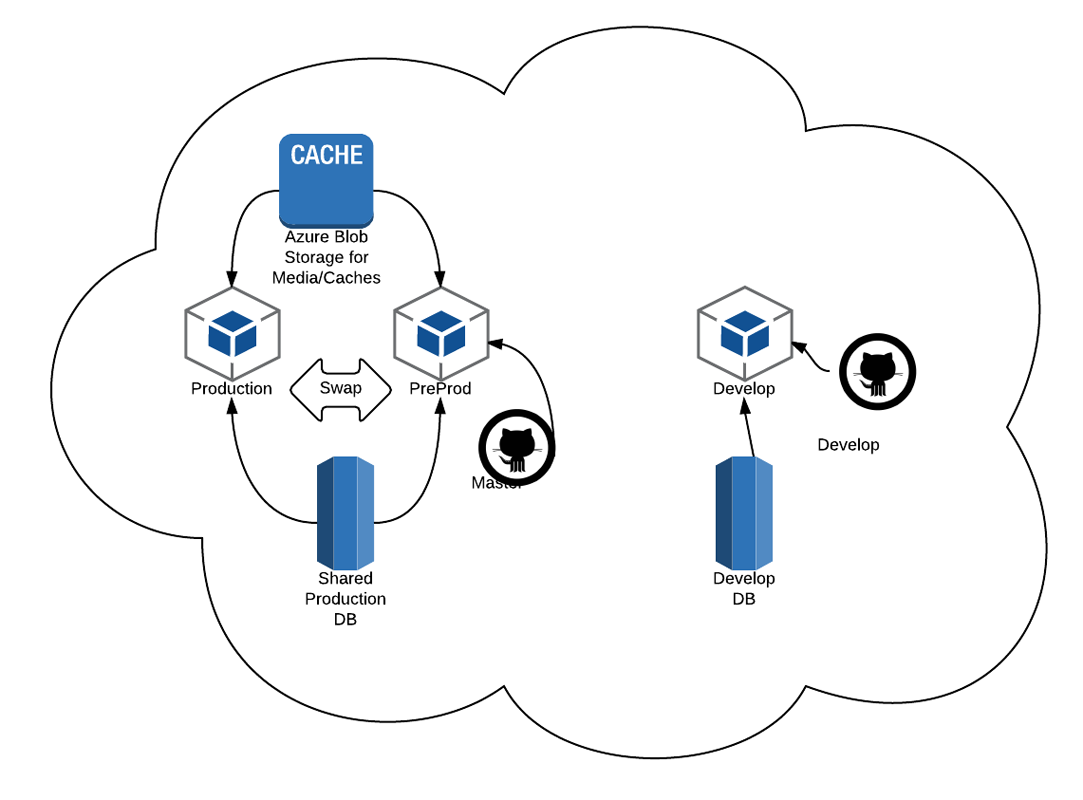 CACHE
Azure Blob
Storage for
Media/Caches
Production
Swap
PreProd
Develop
Master
Develop
Shared
Production
DB
Develop
DB